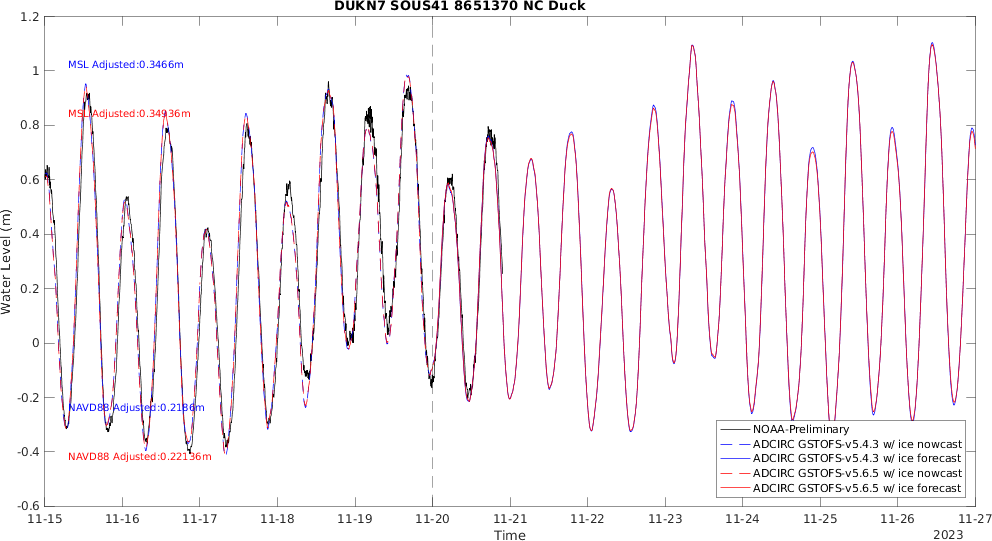 DUKN7 SOUS41 8651370 NC Duck
1.2
1
0.8
0.6
0.4
0.2
0
-0.2
-0.4
-0.6
Water Level (m)
MSL Adjusted:0.3466m
MSL Adjusted:0.34936m
NAVD88 Adjusted:0.2186m
NAVD88 Adjusted:0.22136m
NOAA-Preliminary
ADCIRC GSTOFS-v5.4.3 w/ ice nowcast
ADCIRC GSTOFS-v5.4.3 w/ ice forecast
ADCIRC GSTOFS-v5.6.5 w/ ice nowcast
ADCIRC GSTOFS-v5.6.5 w/ ice forecast
11-15 11-16 11-17 11-18 11-19 11-20 11-21 11-22 11-23 11-24 11-25 11-26 11-27
Time
2023